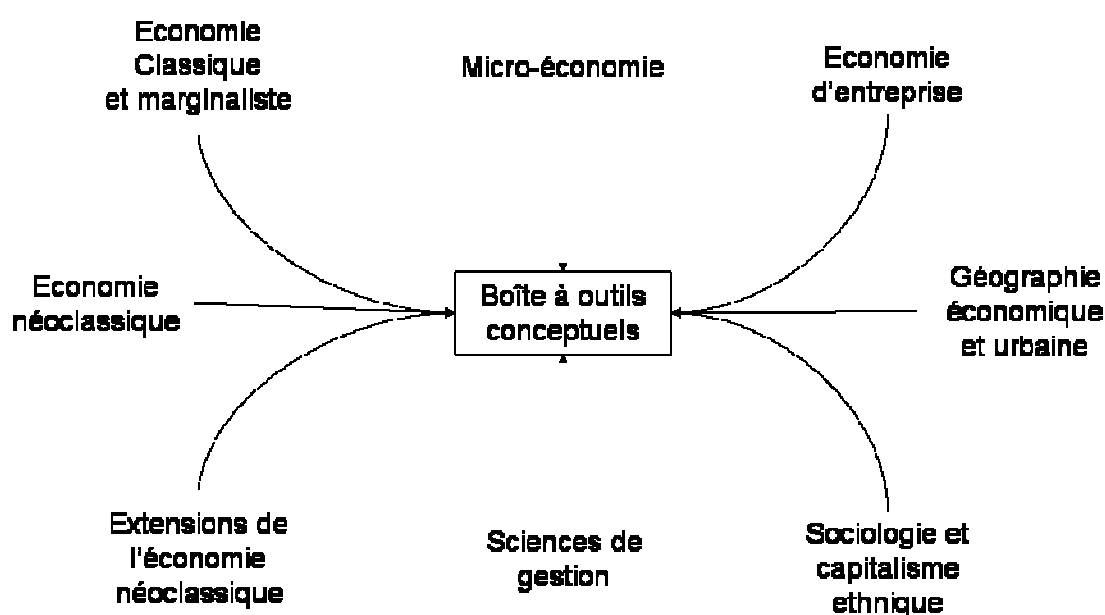 Economie
Classique
et marginaliste
Micro-économie
Economie
d'entreprise
Economie
néoclassique
Boîte à outils
conceptuels
Géographie
économique
et urbaine
Extensions de
l'économie
néoclassique
Sciences de
gestion
Sociologie et
capitalisme
ethnique